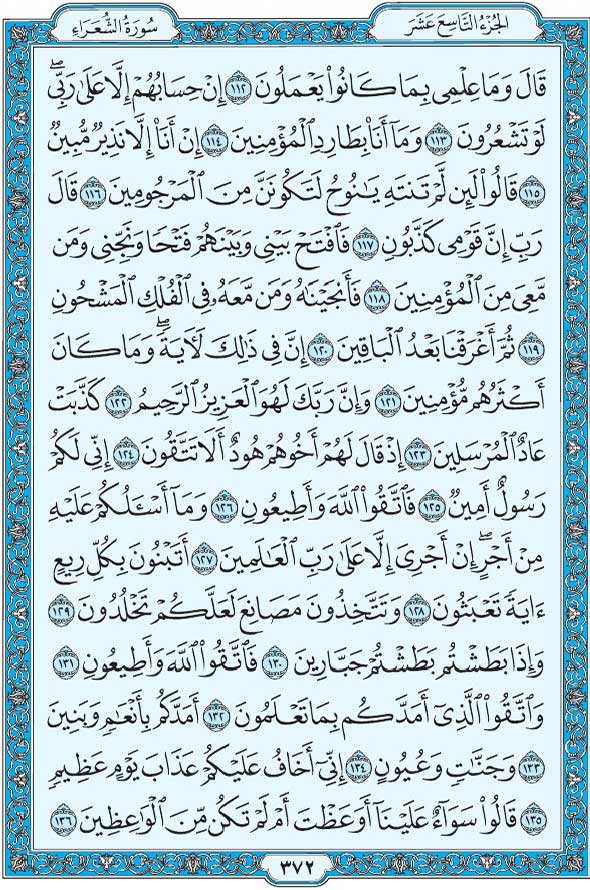 الجُزْءُ التَّاسِعَ عَشَرَ
سُورَةُ الشُّعَرَاءِ
قَالَ وَمَا عِلْمِى بِمَا كَانُوا۟ يَعْمَلُونَ ١١٢ إِنْ حِسَابُهُمْ إِلَّا عَلَىٰ رَبِّىۖ
لَوْ تَشْعُرُونَ ١١٣ وَمَآ أَنَا۠ بِطَارِدِ ٱلْمُؤْمِنِينَ ١١٤ إِنْ أَنَا۠ إِلَّا نَذِيرٌ مُّبِينٌ
١١٥ قَالُوا۟ لَئِن لَّمْ تَنتَهِ يَـٰنُوحُ لَتَكُونَنَّ مِنَ ٱلْمَرْجُومِينَ ١١٦ قَالَ
رَبِّ إِنَّ قَوْمِى كَذَّبُونِ ١١٧ فَٱفْتَحْ بَيْنِى وَبَيْنَهُمْ فَتْحًا وَنَجِّنِى وَمَن
مَّعِىَ مِنَ ٱلْمُؤْمِنِينَ ١١٨ فَأَنجَيْنَـٰهُ وَمَن مَّعَهُۥ فِى ٱلْفُلْكِ ٱلْمَشْحُونِ
١١٩ ثُمَّ أَغْرَقْنَا بَعْدُ ٱلْبَاقِينَ ١٢٠ إِنَّ فِى ذَٰلِكَ لَـَٔايَةًۖ وَمَا كَانَ
أَكْثَرُهُم مُّؤْمِنِينَ ١٢١ وَإِنَّ رَبَّكَ لَهُوَ ٱلْعَزِيزُ ٱلرَّحِيمُ ١٢٢ كَذَّبَتْ
عَادٌ ٱلْمُرْسَلِينَ ١٢٣ إِذْ قَالَ لَهُمْ أَخُوهُمْ هُودٌ أَلَا تَتَّقُونَ ١٢٤ إِنِّى لَكُمْ
رَسُولٌ أَمِينٌ ١٢٥ فَٱتَّقُوا۟ ٱللَّهَ وَأَطِيعُونِ ١٢٦ وَمَآ أَسْـَٔلُكُمْ عَلَيْهِ
مِنْ أَجْرٍۖ إِنْ أَجْرِىَ إِلَّا عَلَىٰ رَبِّ ٱلْعَـٰلَمِينَ ١٢٧ أَتَبْنُونَ بِكُلِّ رِيعٍ
ءَايَةً تَعْبَثُونَ ١٢٨ وَتَتَّخِذُونَ مَصَانِعَ لَعَلَّكُمْ تَخْلُدُونَ ١٢٩
وَإِذَا بَطَشْتُم بَطَشْتُمْ جَبَّارِينَ ١٣٠ فَٱتَّقُوا۟ ٱللَّهَ وَأَطِيعُونِ ١٣١
وَٱتَّقُوا۟ ٱلَّذِىٓ أَمَدَّكُم بِمَا تَعْلَمُونَ ١٣٢ أَمَدَّكُم بِأَنْعَـٰمٍ وَبَنِينَ
١٣٣ وَجَنَّـٰتٍ وَعُيُونٍ ١٣٤ إِنِّىٓ أَخَافُ عَلَيْكُمْ عَذَابَ يَوْمٍ عَظِيمٍ
١٣٥ قَالُوا۟ سَوَآءٌ عَلَيْنَآ أَوَعَظْتَ أَمْ لَمْ تَكُن مِّنَ ٱلْوَٰعِظِينَ ١٣٦
٣٧٢